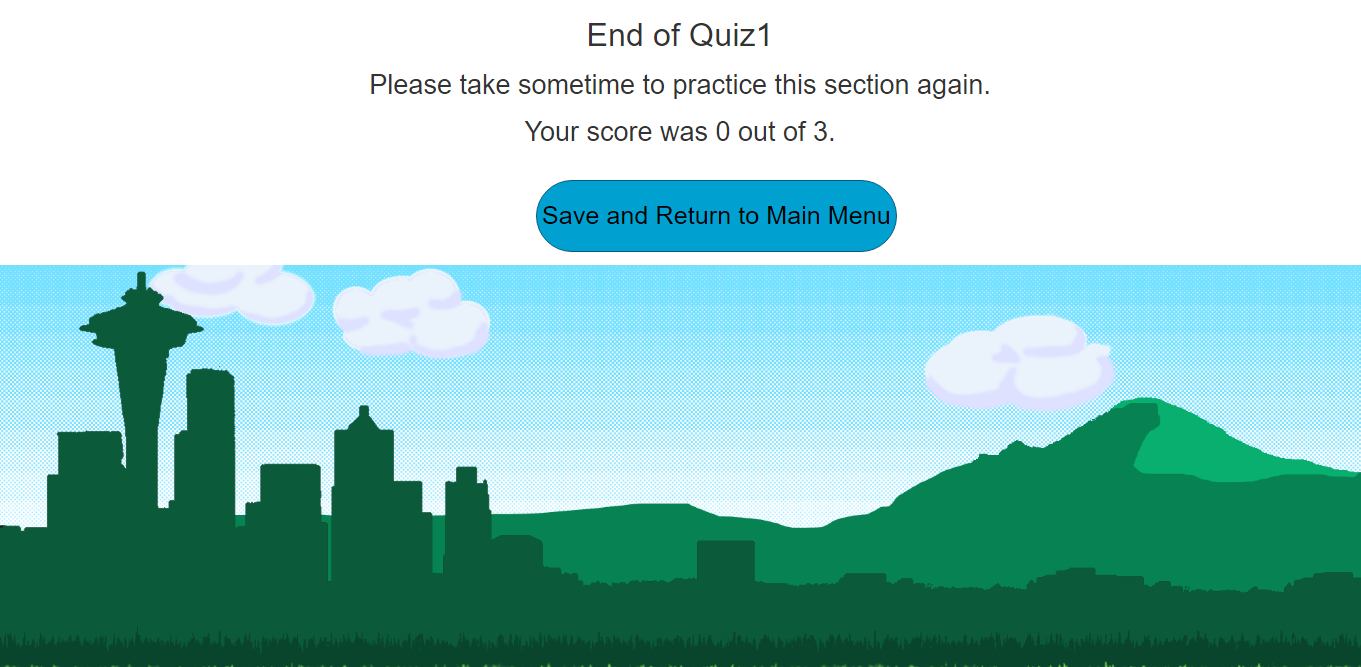 End of Quiz1
Please take sometime to practice this section again.
Your score was 0 out of 3.
Save and Return to Main Menu